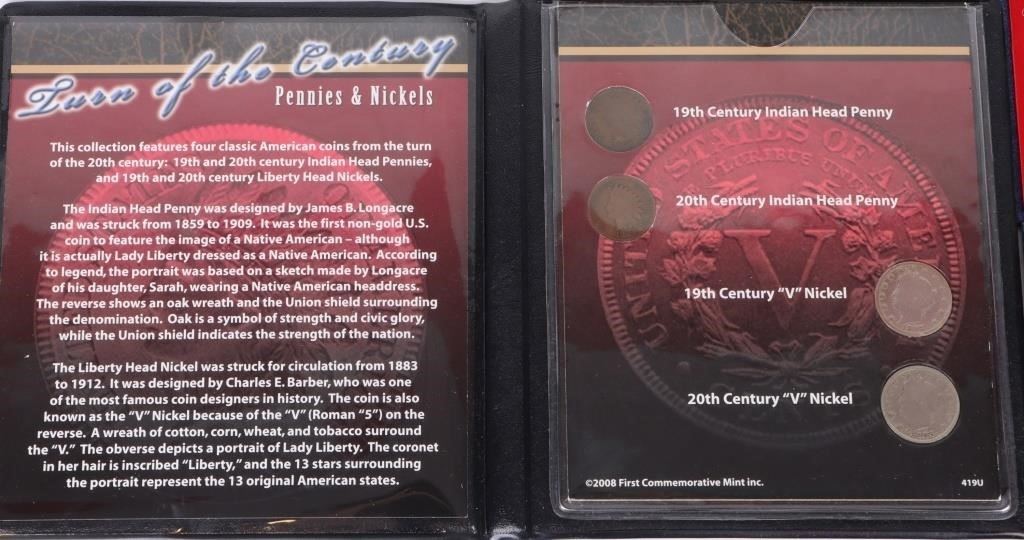 Turn of the Century
Pennies & Nickels
This collection features four classic American coins from the turn
of the 20th century: 19th and 20th century Indian Head Pennies,
and 19th and 20th century Liberty Head Nickels.
The Indian Head Penny was designed by James B. Longacre
and was struck from 1859 to 1909. It was the first non-gold U.S.
coin to feature the image of a Native American – although
it is actually Lady Liberty dressed as a Native American. According
to legend, the portrait was based on a sketch made by Longacre
of his daughter, Sarah, wearing a Native American headdress.
The reverse shows an oak wreath and the Union shield surrounding
the denomination. Oak is a symbol of strength and civic glory,
while the Union shield indicates the strength of the nation.
The Liberty Head Nickel was struck for circulation from 1883
to 1912. It was designed by Charles E. Barber, who was one
of the most famous coin designers in history. The coin is also
known as the “V” Nickel because of the “V” (Roman “5”) on the
reverse. A wreath of cotton, corn, wheat, and tobacco surround
the “V.” The obverse depicts a portrait of Lady Liberty. The coronet
in her hair is inscribed “Liberty,” and the 13 stars surrounding
the portrait represent the 13 original American states.
19th Century Indian Head Penny
20th Century Indian Head Penny
19th Century “V” Nickel
20th Century “V” Nickel
UNITED STATES OF AMERICA
E PLURIBUS UNUM
V
CENTS
©2008 First Commemorative Mint inc.
419U